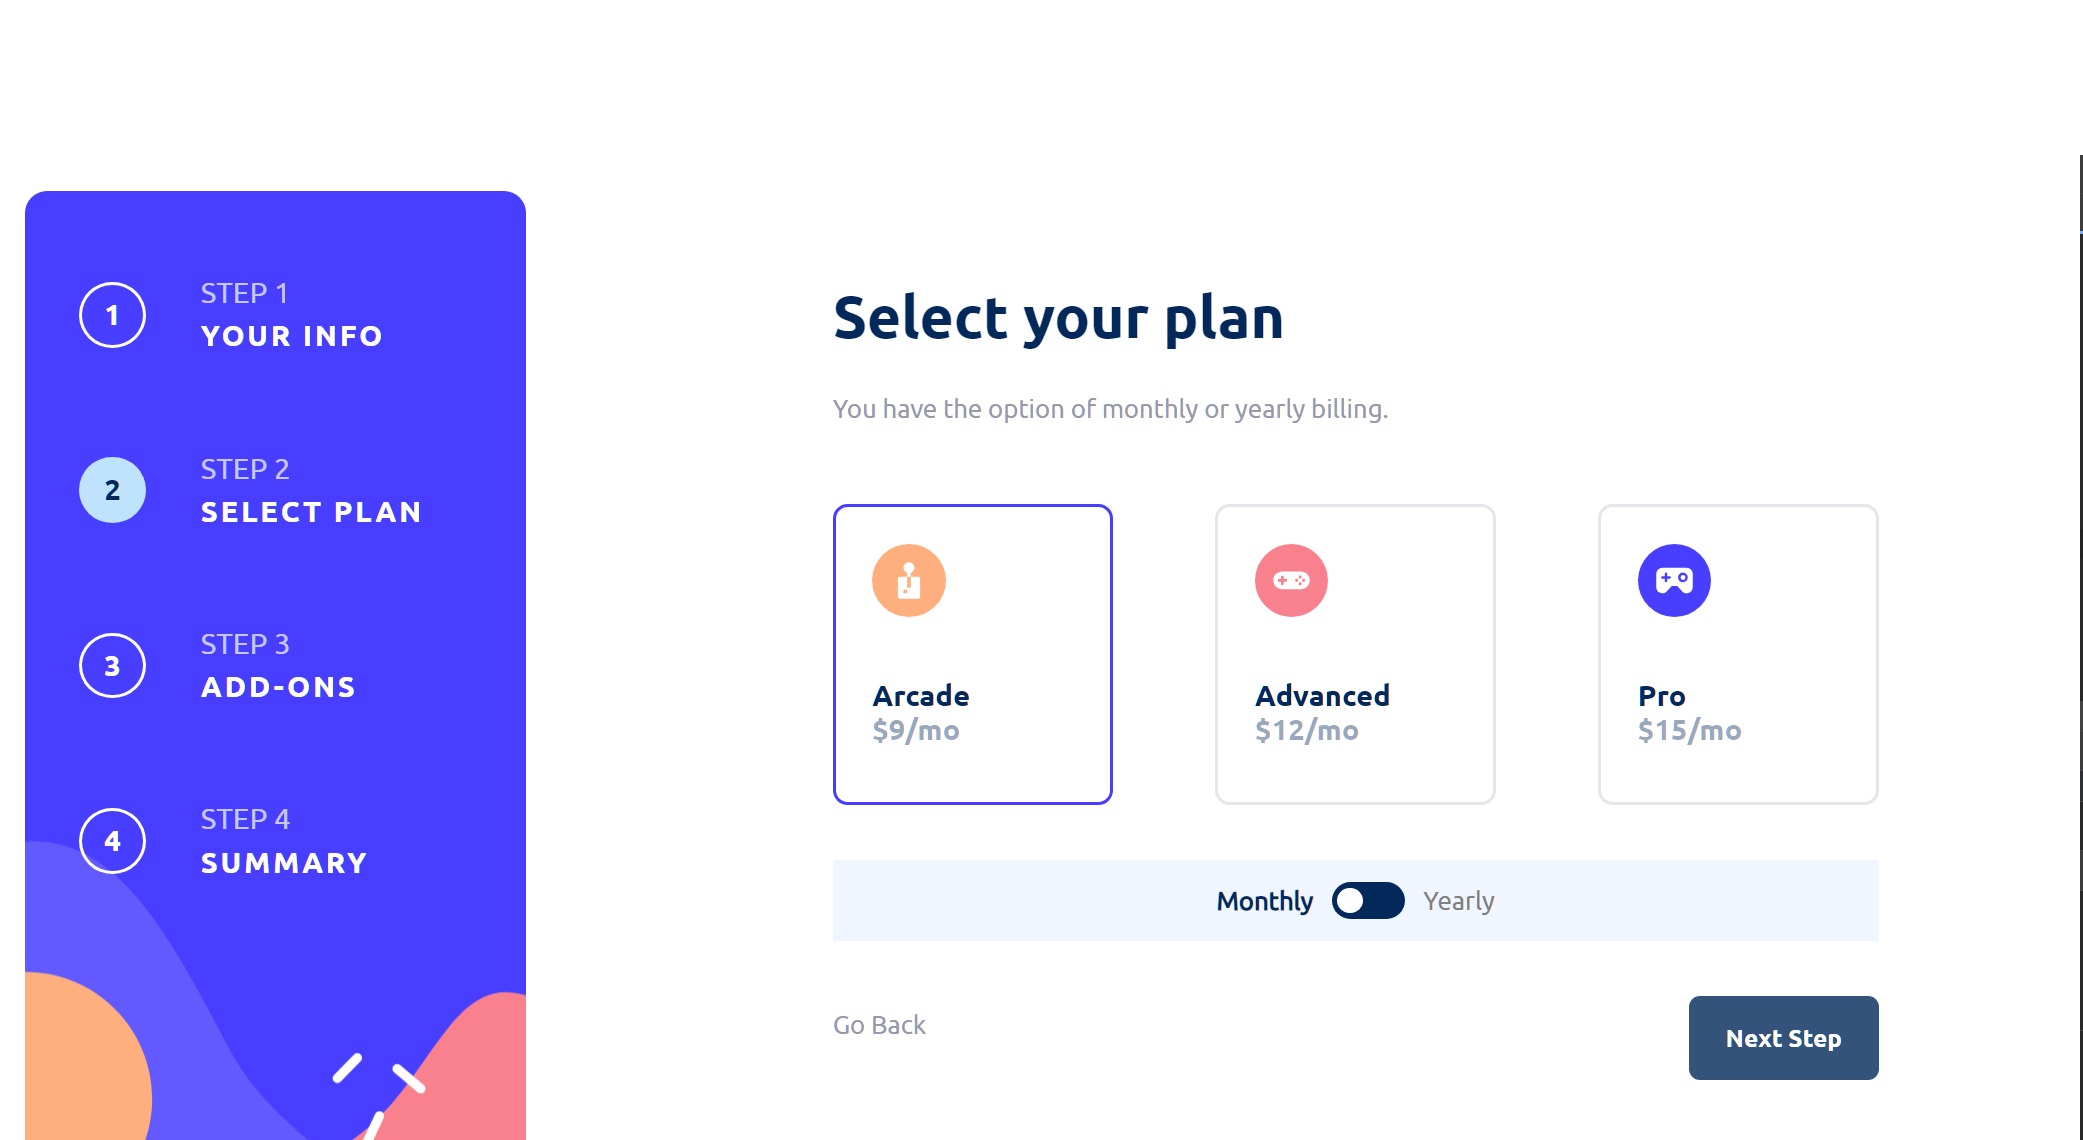 1
STEP 1
YOUR INFO
2
STEP 2
SELECT PLAN
3
STEP 3
ADD-ONS
4
STEP 4
SUMMARY
Select your plan
You have the option of monthly or yearly billing.
Arcade
$9/mo
Advanced
$12/mo
Pro
$15/mo
Monthly Yearly
Go Back
Next Step